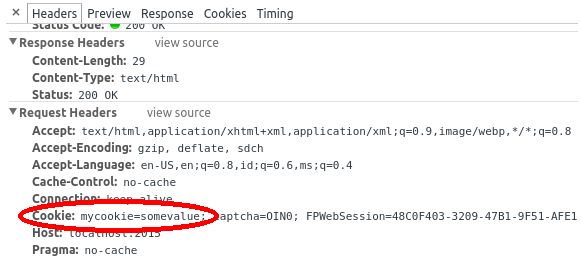 × Headers Preview Response Cookies Timing
Status Code: 200 OK
▼Response Headers view source
Content-Length: 29
Content-Type: text/html
Status: 200 OK
▼Request Headers view source
Accept: text/html,application/xhtml+xml,application/xml;q=0.9,image/webp,*/*;q=0.8
Accept-Encoding: gzip, deflate, sdch
Accept-Language: en-US,en;q=0.8,id;q=0.6,ms;q=0.4
Cache-Control: no-cache
Connection: keep-alive
Cookie: mycookie=somevalue; captcha=OIN0; FPWebSession=48C0F403-3209-47B1-9F51-AFE1
Host: localhost:2015
Pragma: no-cache